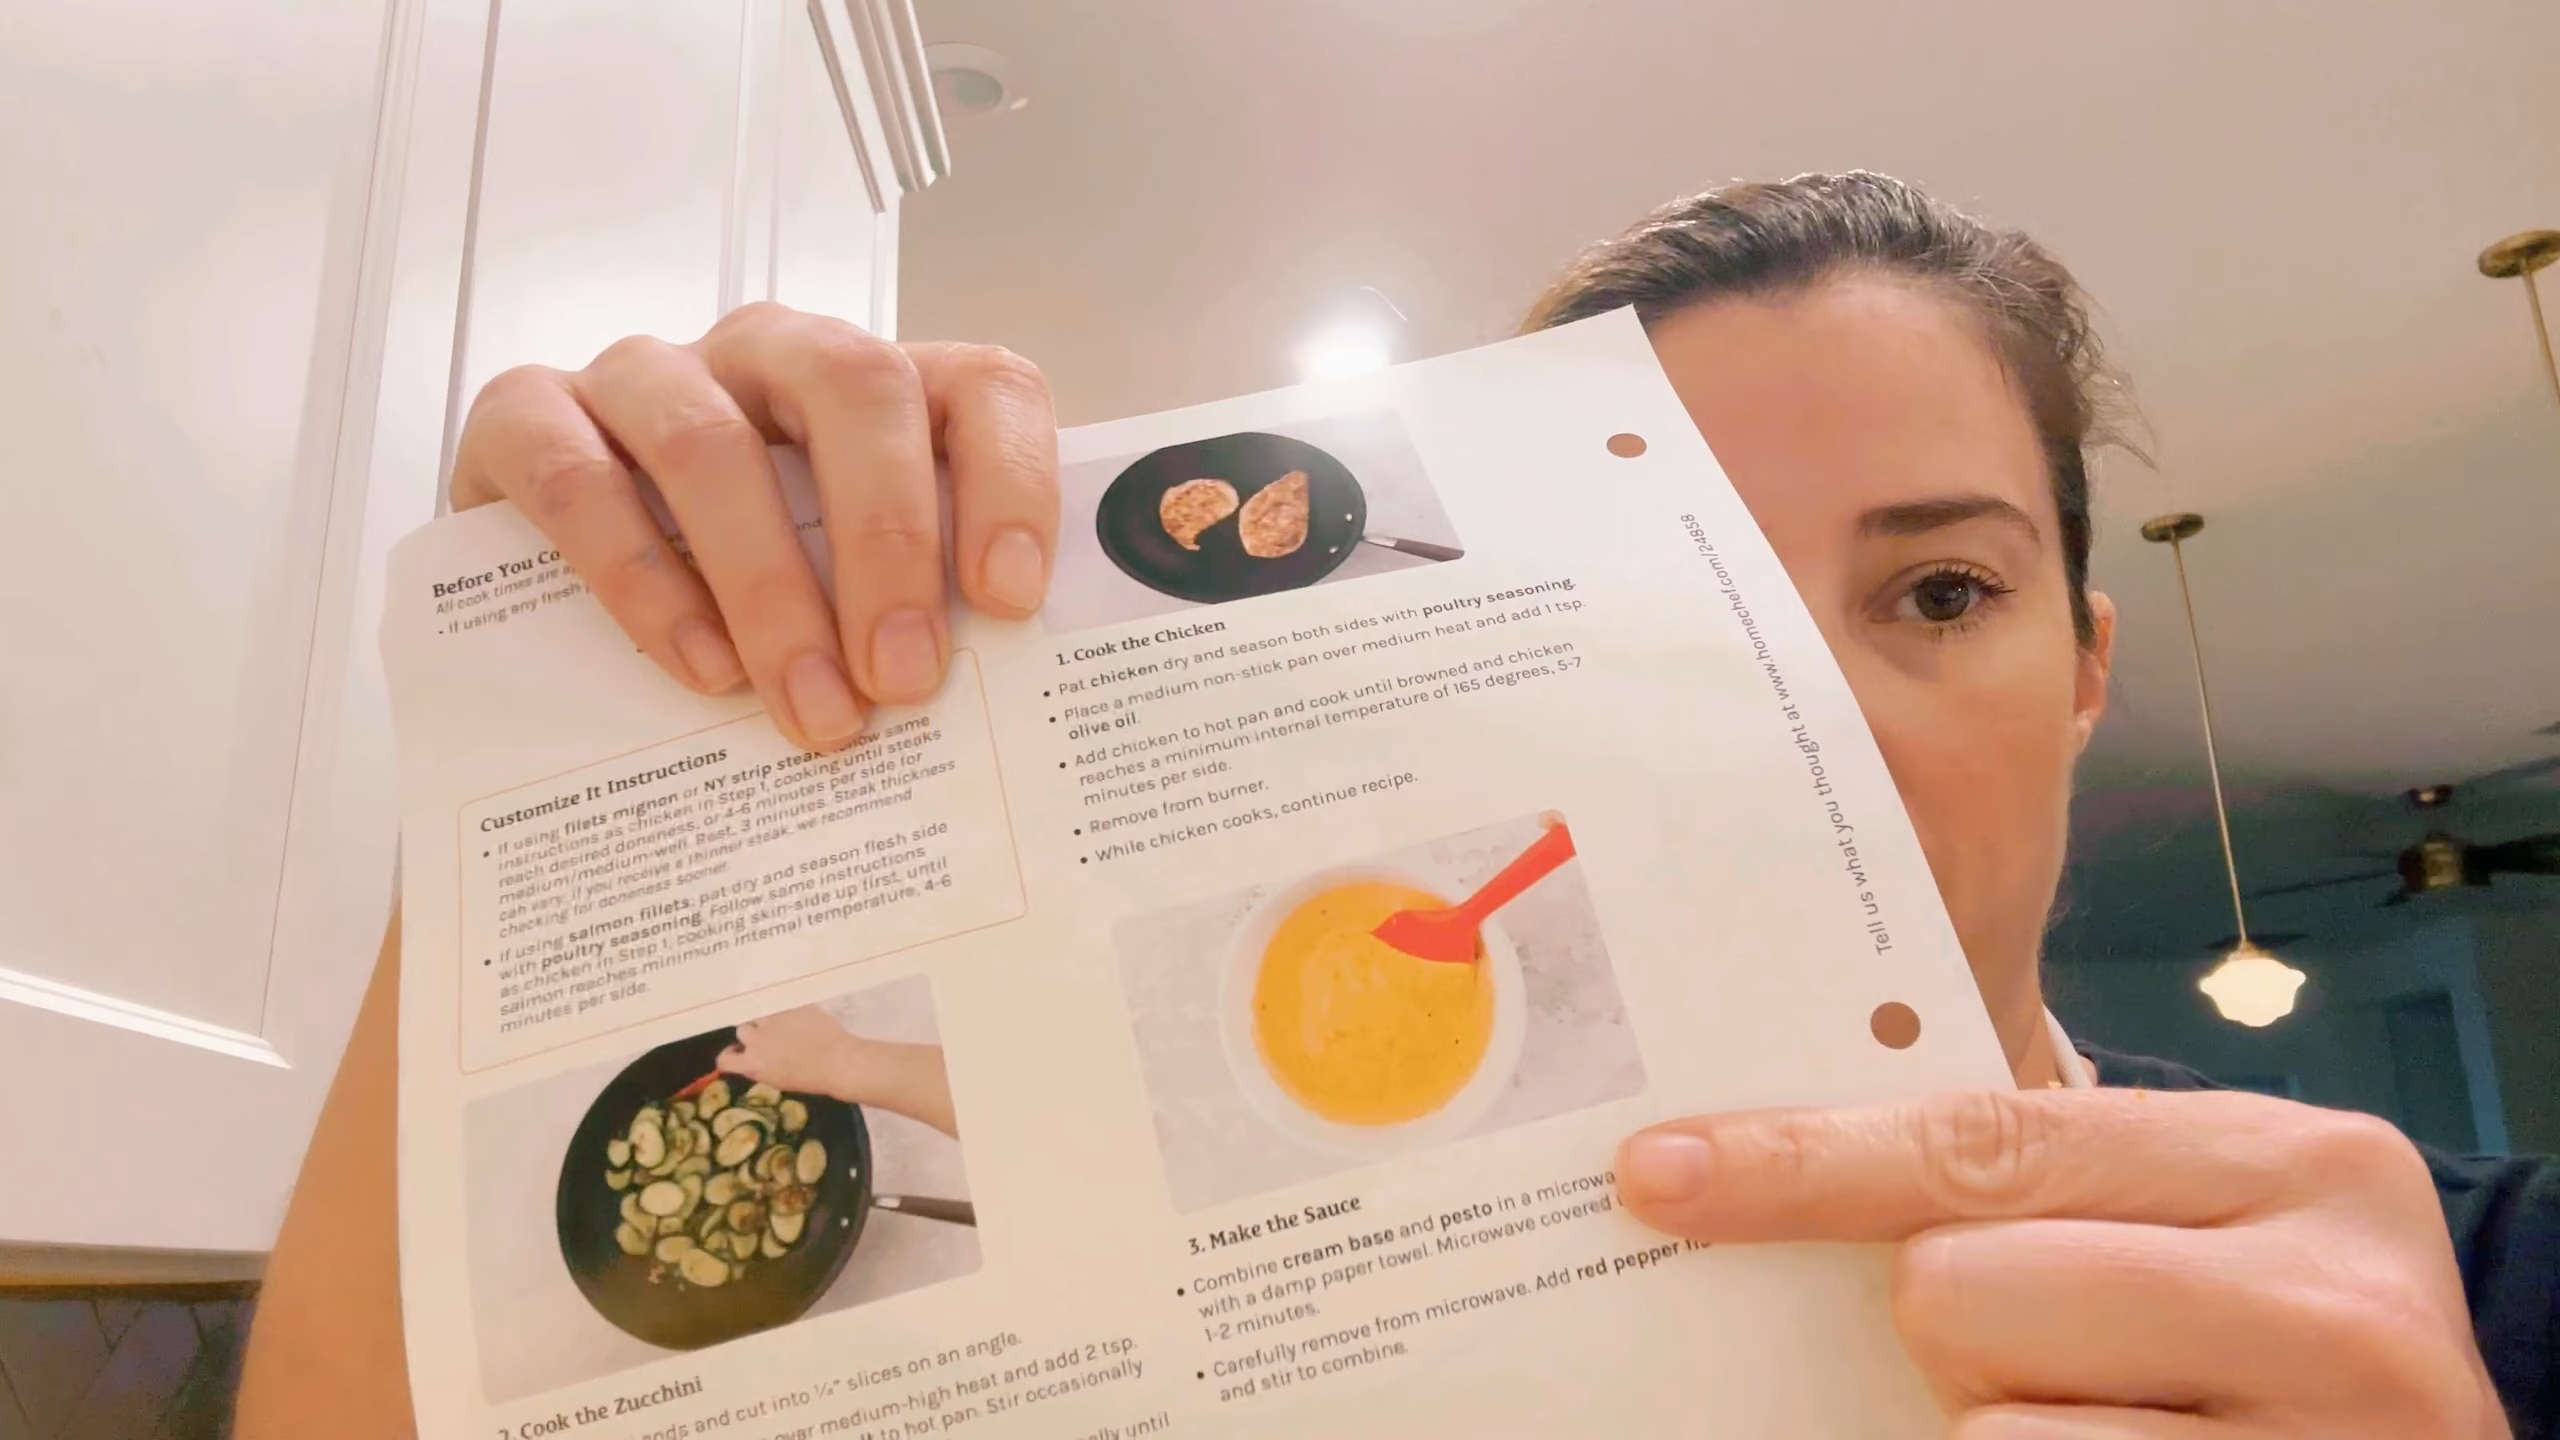 Before You Co
All cook times are
• If using any fresh
and
Customize It Instructions
• If using filets mignon or NY strip steak, follow same
instructions as chicken in Step 1, cooking until steaks
reach desired doneness, or 4-6 minutes per side for
medium/medium-well. Rest, 3 minutes. Steak thickness
can vary; if you receive a thinner steak, we recommend
checking for doneness sooner.
• If using salmon fillets: pat dry and season flesh side
with poultry seasoning. Follow same instructions
as chicken in Step 1, cooking skin-side up first, until
salmon reaches minimum internal temperature, 4-6
minutes per side.
1. Cook the Chicken
• Pat chicken dry and season both sides with poultry seasoning.
• Place a medium non-stick pan over medium heat and add 1 tsp.
olive oil.
• Add chicken to hot pan and cook until browned and chicken
reaches a minimum internal temperature of 165 degrees, 5-7
minutes per side.
• Remove from burner.
• While chicken cooks, continue recipe.
2. Cook the Zucchini
ends and cut into ¼" slices on an angle.
over medium-high heat and add 2 tsp.
to hot pan. Stir occasionally
until
3. Make the Sauce
• Combine cream base and pesto in a microwa
with a damp paper towel. Microwave covered
1-2 minutes.
• Carefully remove from microwave. Add red pepper
and stir to combine.
Tell us what you thought at www.homechef.com/24858